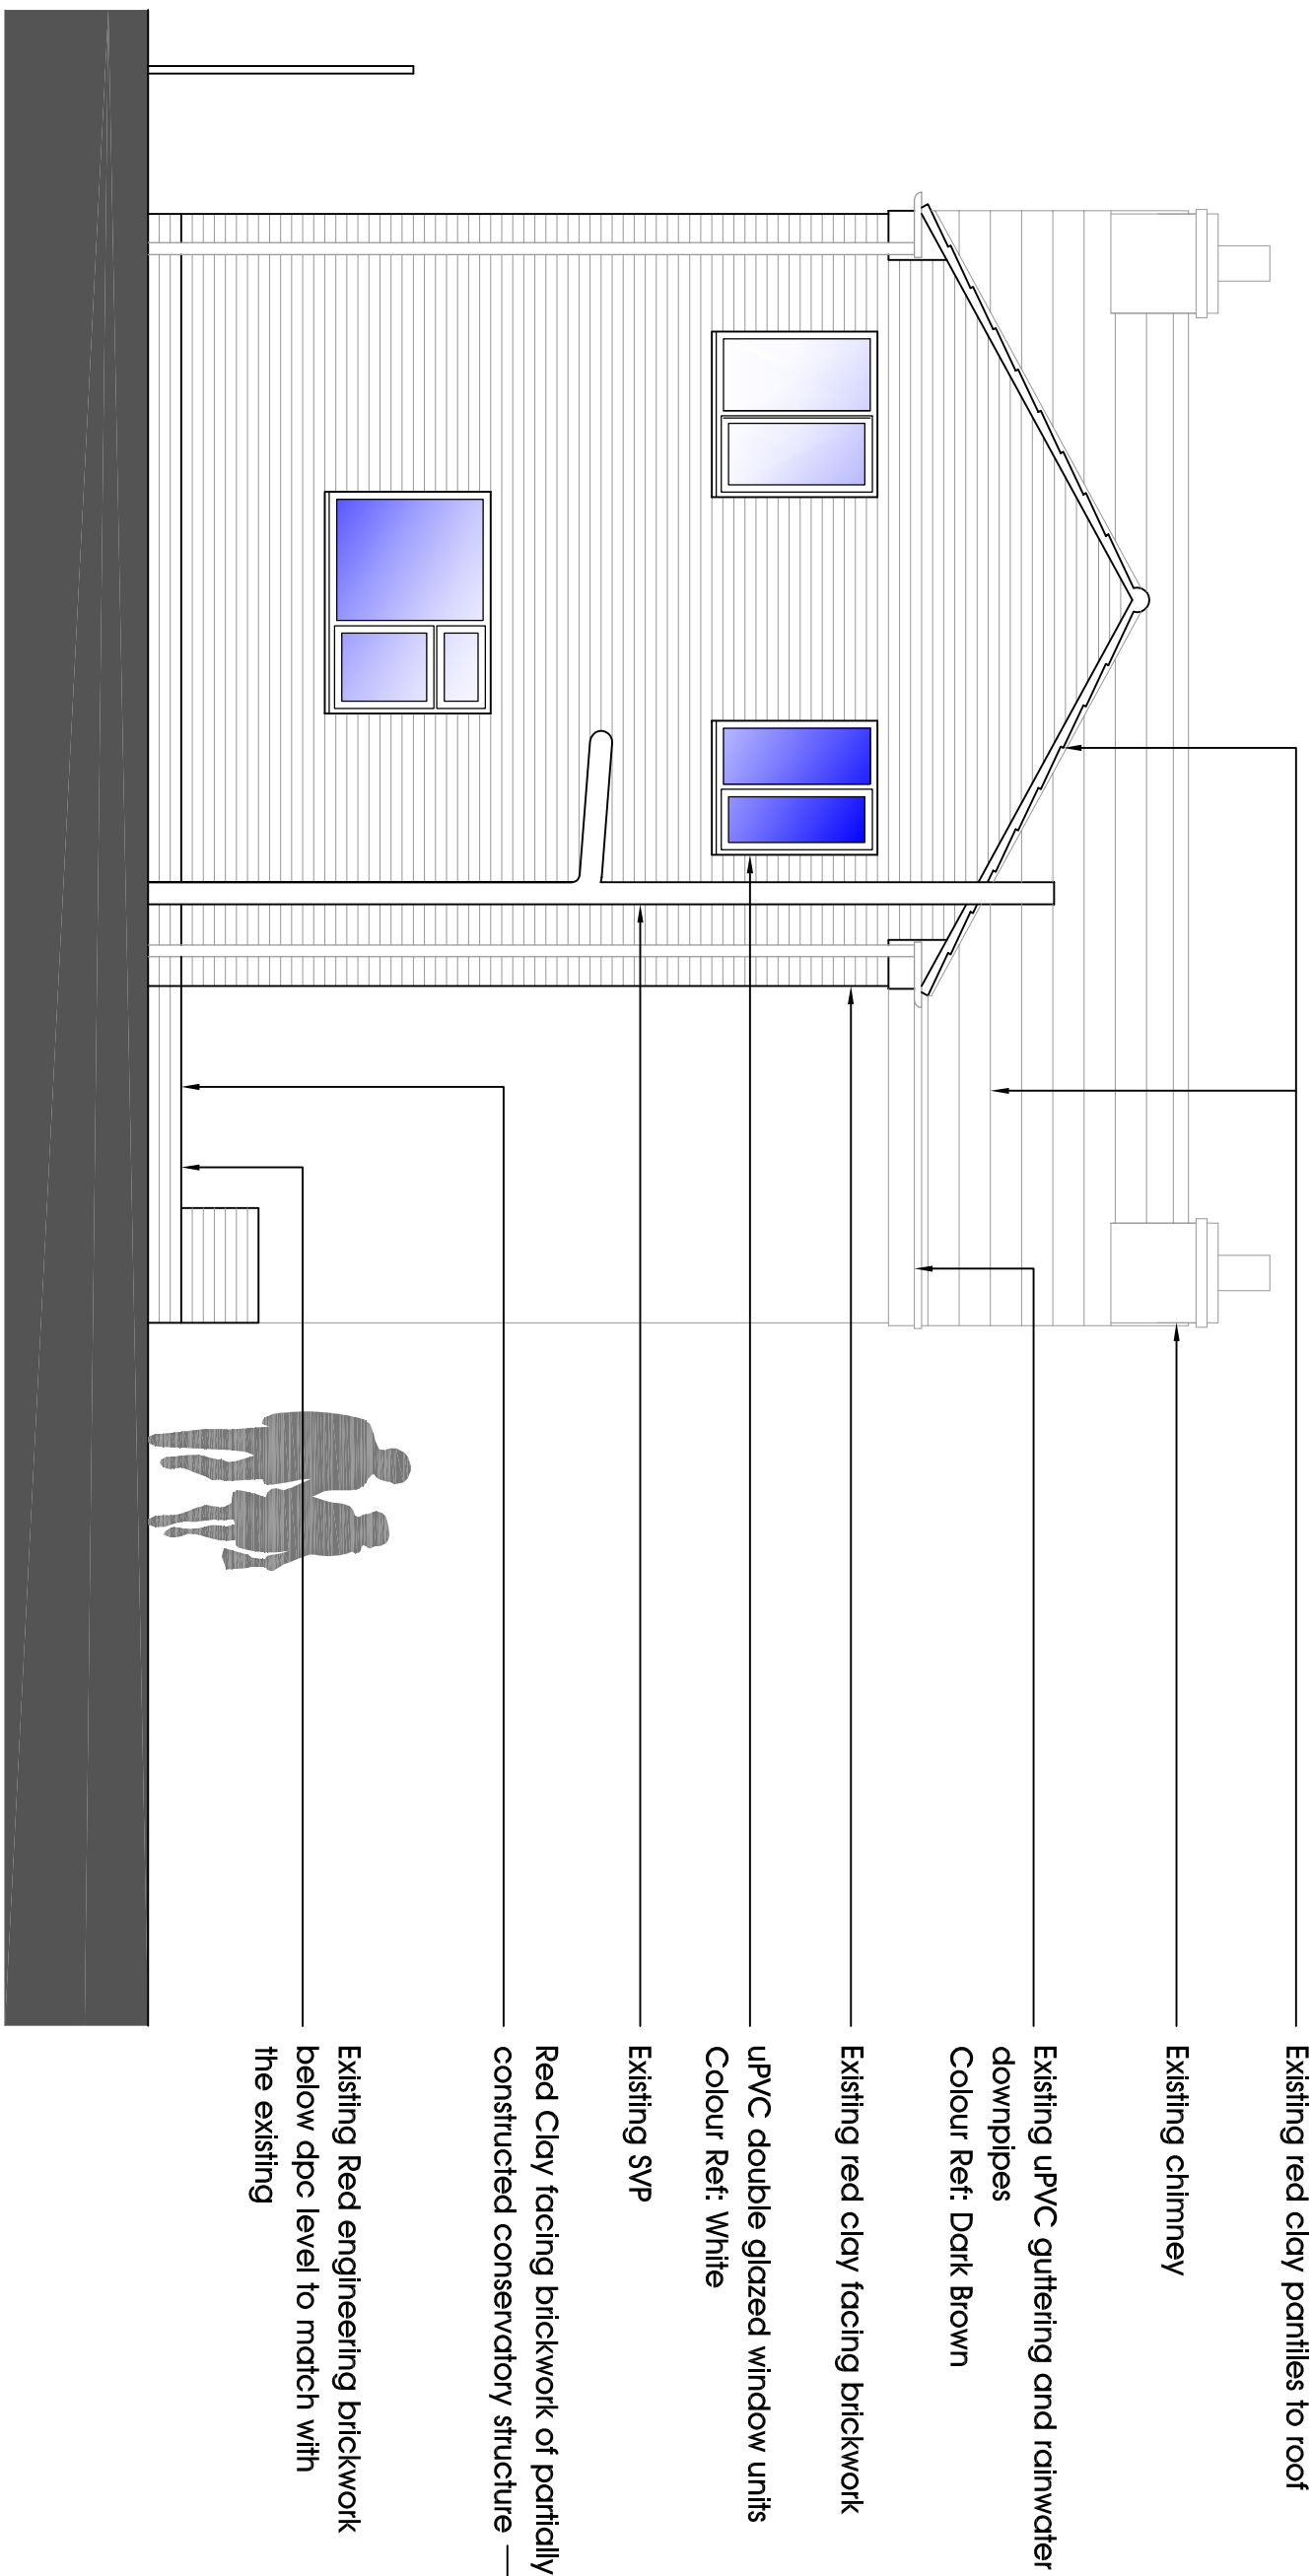 Existing red clay pantiles to roof
Existing chimney
Existing uPVC guttering and rainwater
downpipes
Colour Ref: Dark Brown
Existing red clay facing brickwork
uPVC double glazed window units
Colour Ref: White
Existing SVP
Red Clay facing brickwork of partially
constructed conservatory structure
Existing Red engineering brickwork
below dpc level to match with
the existing